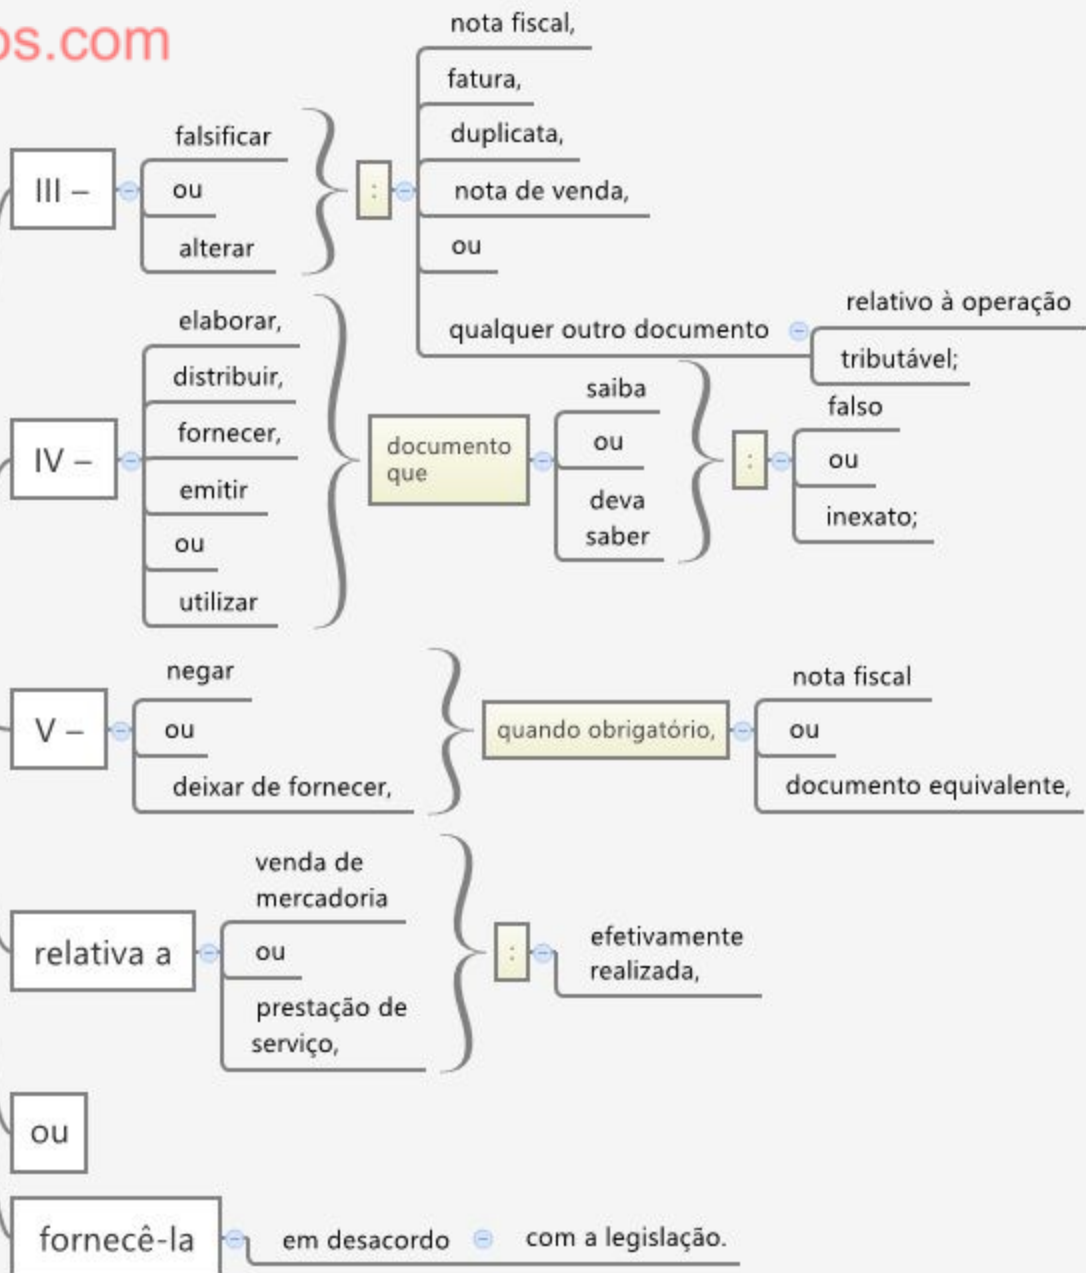 os.com
III –
falsificar
ou
alterar
:
nota fiscal,
fatura,
duplicata,
nota de venda,
ou
qualquer outro documento
relativo à operação
tributável;
IV –
elaborar,
distribuir,
fornecer,
emitir
ou
utilizar
documento
que
saiba
ou
deva
saber
:
falso
ou
inexato;
V –
negar
ou
deixar de fornecer,
quando obrigatório,
nota fiscal
ou
documento equivalente,
relativa a
venda de
mercadoria
ou
prestação de
serviço,
:
efetivamente
realizada,
ou
fornecê-la
em desacordo
com a legislação.